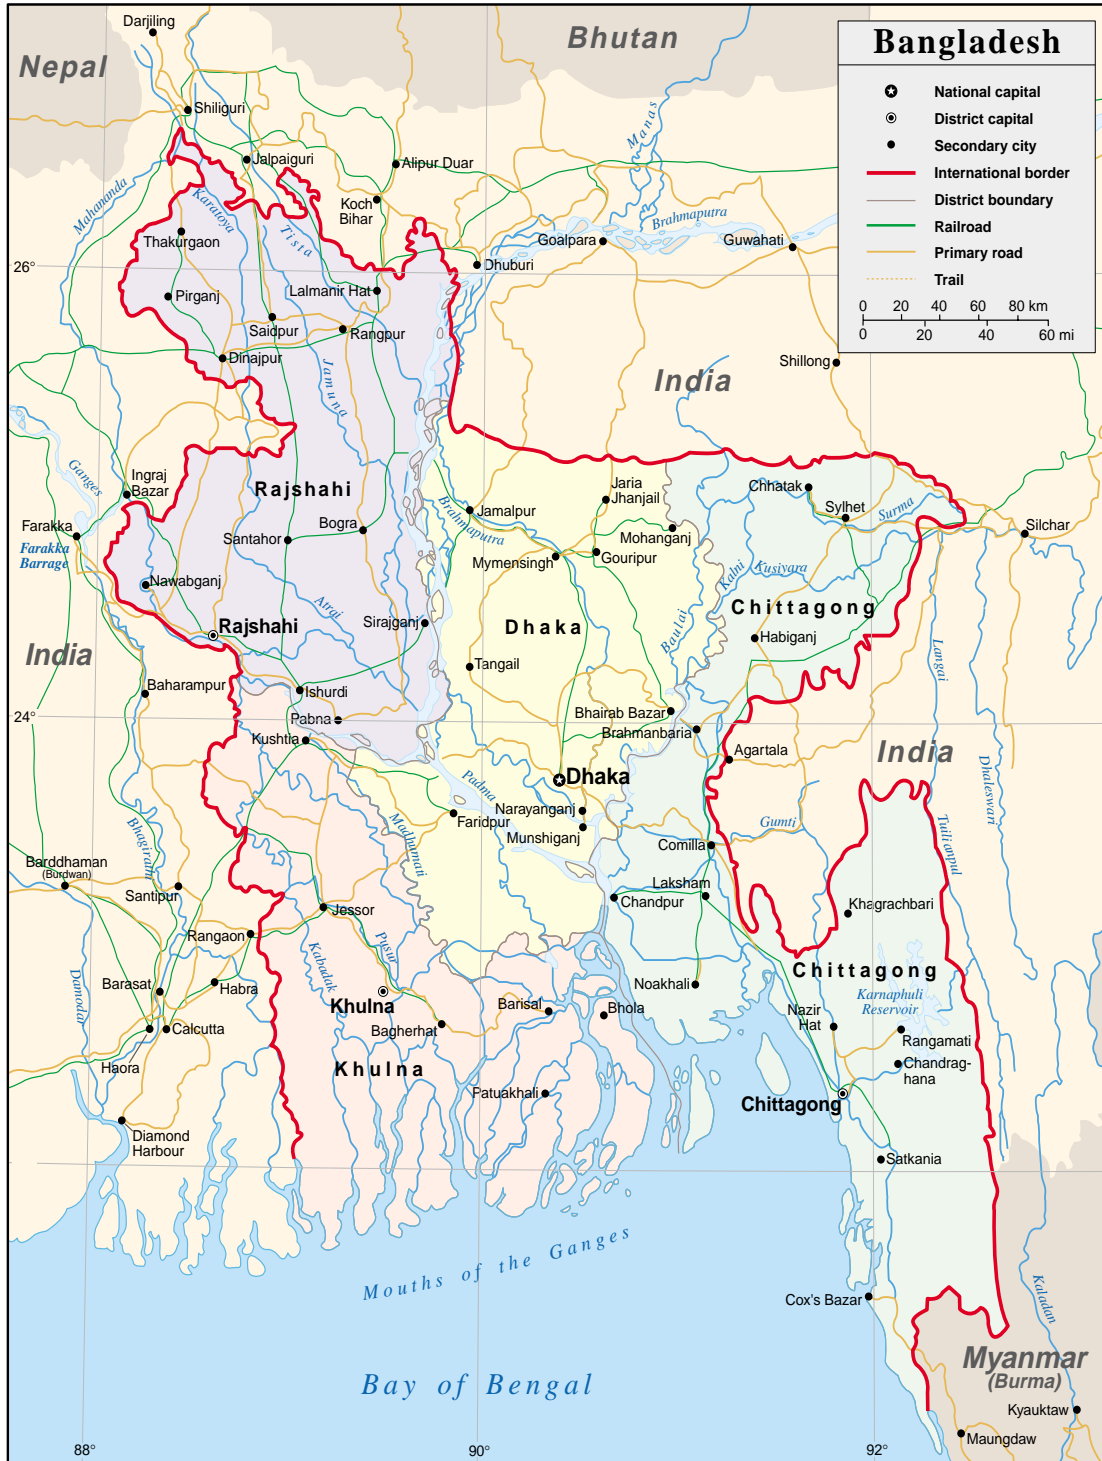 Darjiling
Nepal
Bhutan
Bangladesh
National capital
District capital
Secondary city
International border
District boundary
Railroad
Primary road
Trail
0 20 40 60 80 km
0 20 40 60 mi
Shiliguri
Manas
Jalpaiguri
Alipur Duar
Mahananda
Karatoya
Koch
Bihar
Tista
Brahmaputra
Thakurgaon
Goalpara
Guwahati
26°
Dhuburi
Pirganj
Lalmanir Hat
Saidpur
Rangpur
Dinajpur
Jamuna
Shillong
India
Ganges
Ingraj
Bazar
Rajshahi
Jaria
Jhanjail
Chhatak
Sylhet
Surma
Farakka
Farakka
Barrage
Santahor
Bogra
Brahmaputra
Jamalpur
Mohanganj
Silchar
Mymensingh
Gouripur
Kalni
Kusiyara
Nawabganj
Atrai
Sirajganj
Rajshahi
Dhaka
Baulai
Chittagong
Habiganj
India
Langai
Tangail
Baharampur
Ishurdi
24°
Pabna
Bhairab Bazar
Kushtia
Brahmanbaria
Agartala
India
Dhaleswari
Dhaka
Padma
Narayanganj
Faridpur
Munshiganj
Madhumati
Gumti
Tuilianpul
Bhagirathi
Comilla
Barddhaman
(Burdwan)
Santipur
Laksham
Chandpur
Khagrachbari
Jessor
Rangaon
Kabadak
Pusur
Chittagong
Damodar
Barasat
Habra
Khulna
Noakhali
Karnaphuli
Reservoir
Barisal
Bhola
Nazir
Hat
Calcutta
Bagherhat
Rangamati
Haora
Khulna
Chandrag-
hana
Patuakhali
Chittagong
Diamond
Harbour
Satkania
Mouths of the Ganges
Cox's Bazar
Kaladan
Bay of Bengal
Myanmar
(Burma)
Kyauktaw
Maungdaw
88°
90°
92°